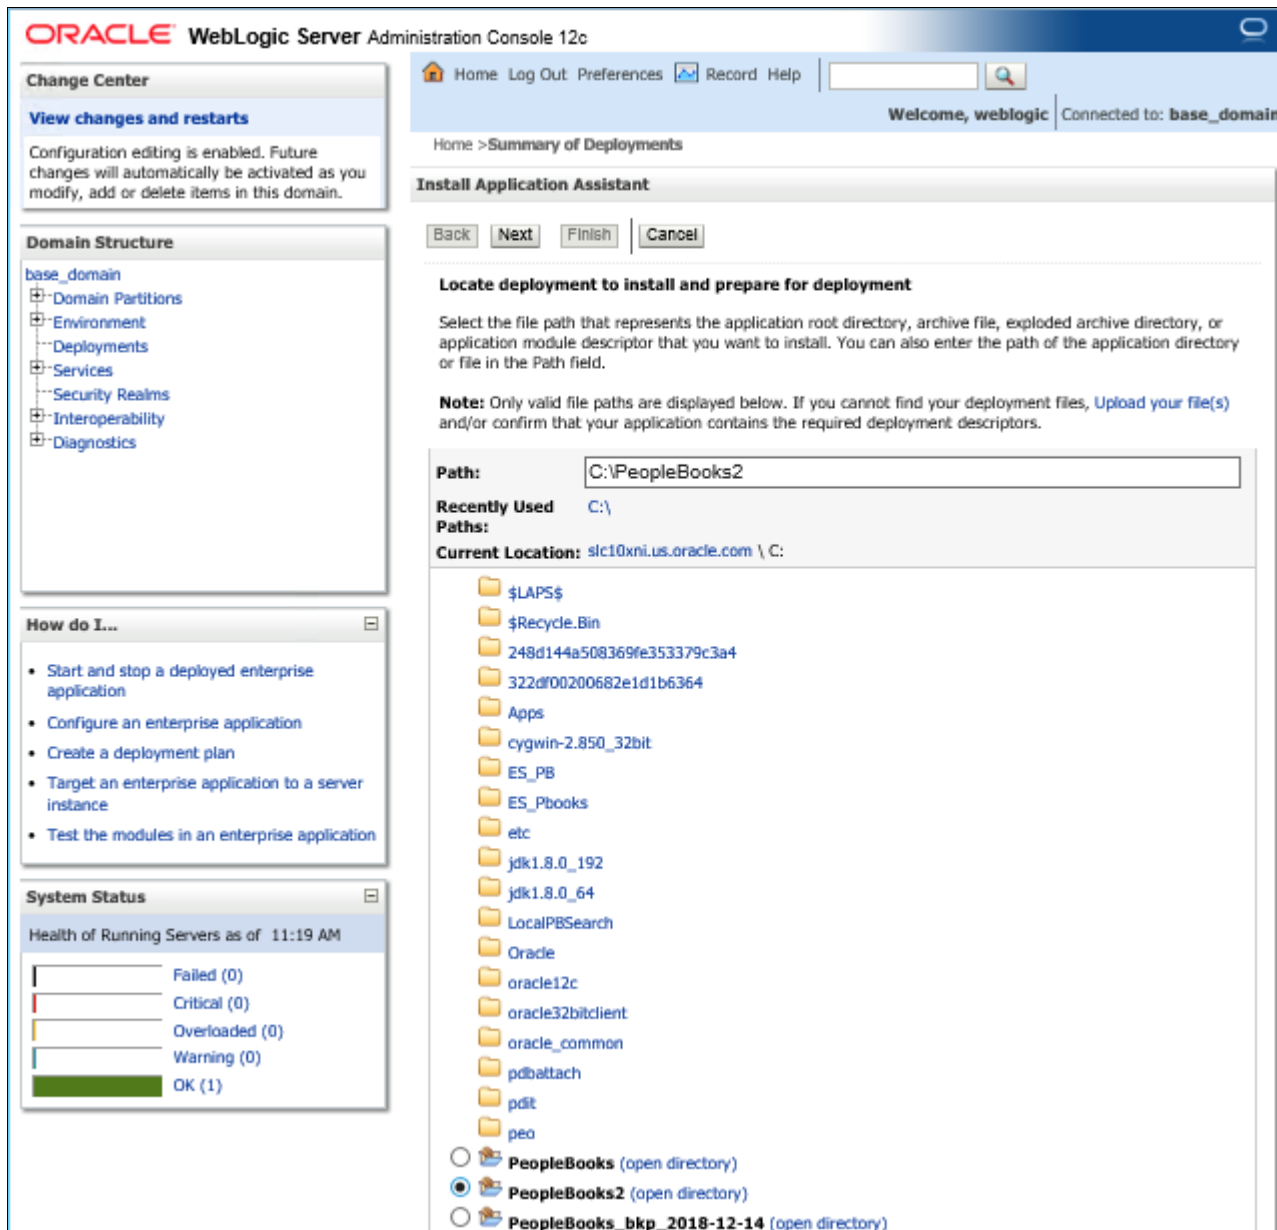 ORACLE WebLogic Server Administration Console 12c
Change Center
View changes and restarts
Configuration editing is enabled. Future
changes will automatically be activated as you
modify, add or delete items in this domain.
Domain Structure
base_domain
Domain Partitions
Environment
Deployments
Services
Security Realms
Interoperability
Diagnostics
How do I...
Start and stop a deployed enterprise
application
Configure an enterprise application
Create a deployment plan
Target an enterprise application to a server
instance
Test the modules in an enterprise application
System Status
Health of Running Servers as of 11:19 AM
Failed (0)
Critical (0)
Overloaded (0)
Warning (0)
OK (1)
Home Log Out Preferences Record Help
Welcome, weblogic Connected to: base_domain
Home >Summary of Deployments
Install Application Assistant
Back Next Finish Cancel
Locate deployment to install and prepare for deployment
Select the file path that represents the application root directory, archive file, exploded archive directory, or
application module descriptor that you want to install. You can also enter the path of the application directory
or file in the Path field.
Note: Only valid file paths are displayed below. If you cannot find your deployment files, Upload your file(s)
and/or confirm that your application contains the required deployment descriptors.
Path: C:\PeopleBooks2
Recently Used C:\
Paths:
Current Location: slc10xni.us.oracle.com \ C:
$LAPS$
$Recycle.Bin
248d144a508369fe353379c3a4
322df00200682e1d1b6364
Apps
cygwin-2.850_32bit
ES_PB
ES_Pbooks
etc
jdk1.8.0_192
jdk1.8.0_64
LocalPBSearch
Oracle
oracle12c
oracle32bitclient
oracle_common
pdbattach
pdit
peo
PeopleBooks (open directory)
PeopleBooks2 (open directory)
PeopleBooks_bkp_2018-12-14 (open directory)